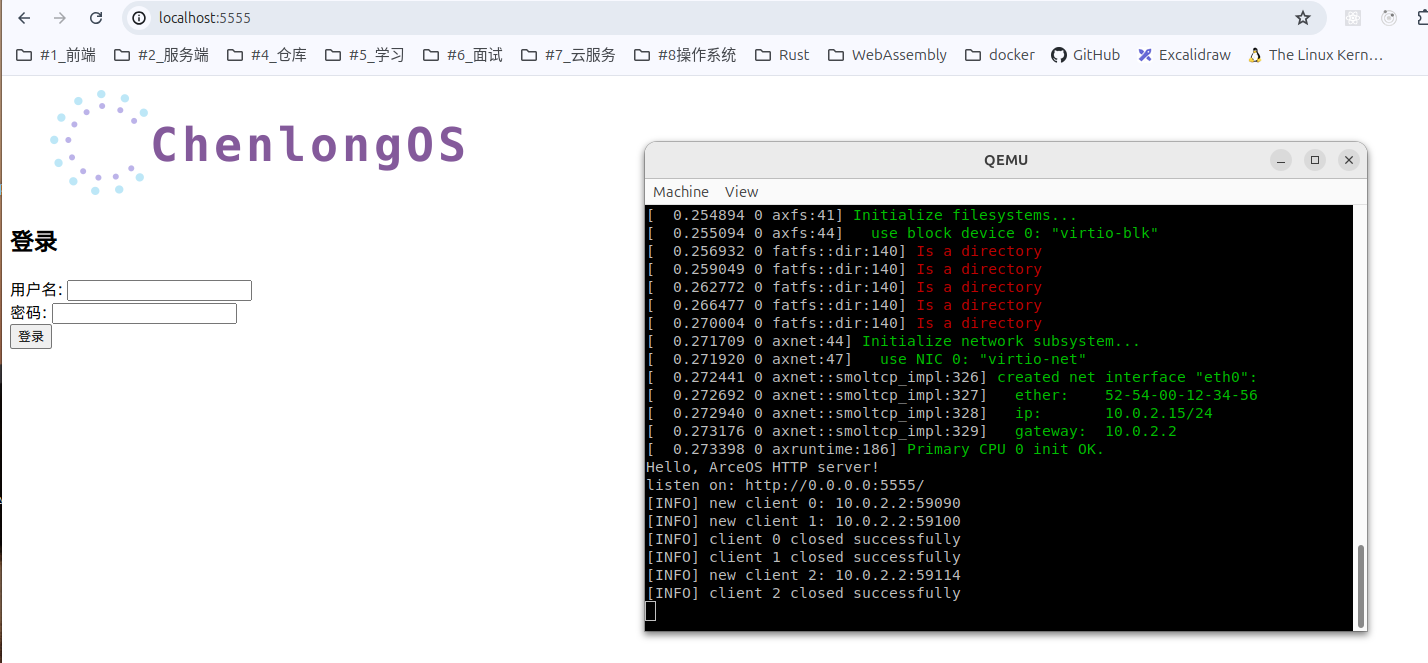 localhost:5555
#1_前端 #2_服务端 #4_仓库 #5_学习 #6_面试 #7_云服务 #8操作系统 Rust WebAssembly docker GitHub Excalidraw The Linux Kern…
ChenlongOS
登录
用户名:
密码:
登录
QEMU
Machine View
[  0.254894 0 axfs:41] Initialize filesystems...
[  0.255094 0 axfs:44]   use block device 0: "virtio-blk"
[  0.256932 0 fatfs::dir:140] Is a directory
[  0.259049 0 fatfs::dir:140] Is a directory
[  0.262772 0 fatfs::dir:140] Is a directory
[  0.266477 0 fatfs::dir:140] Is a directory
[  0.270004 0 fatfs::dir:140] Is a directory
[  0.271709 0 axnet:44] Initialize network subsystem...
[  0.271920 0 axnet:47]   use NIC 0: "virtio-net"
[  0.272441 0 axnet::smoltcp_impl:326] created net interface "eth0":
[  0.272692 0 axnet::smoltcp_impl:327]   ether:    52-54-00-12-34-56
[  0.272940 0 axnet::smoltcp_impl:328]   ip:       10.0.2.15/24
[  0.273176 0 axnet::smoltcp_impl:329]   gateway:  10.0.2.2
[  0.273398 0 axruntime:186] Primary CPU 0 init OK.
Hello, ArceOS HTTP server!
listen on: http://0.0.0.0:5555/
[INFO] new client 0: 10.0.2.2:59090
[INFO] new client 1: 10.0.2.2:59100
[INFO] client 0 closed successfully
[INFO] client 1 closed successfully
[INFO] new client 2: 10.0.2.2:59114
[INFO] client 2 closed successfully